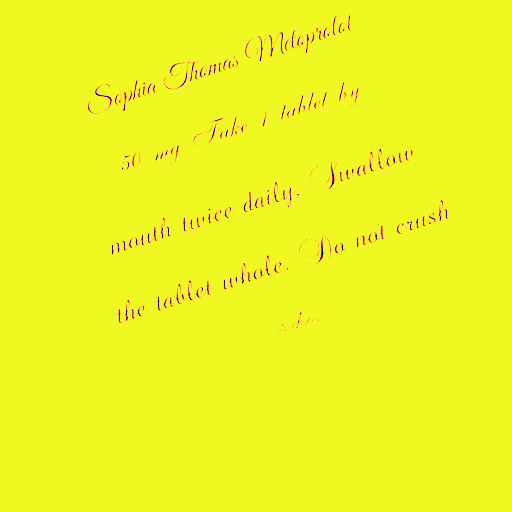 Sophia Thomas Metoprolol
50 mg Take 1 tablet by
mouth twice daily. Swallow
the tablet whole. Do not crush